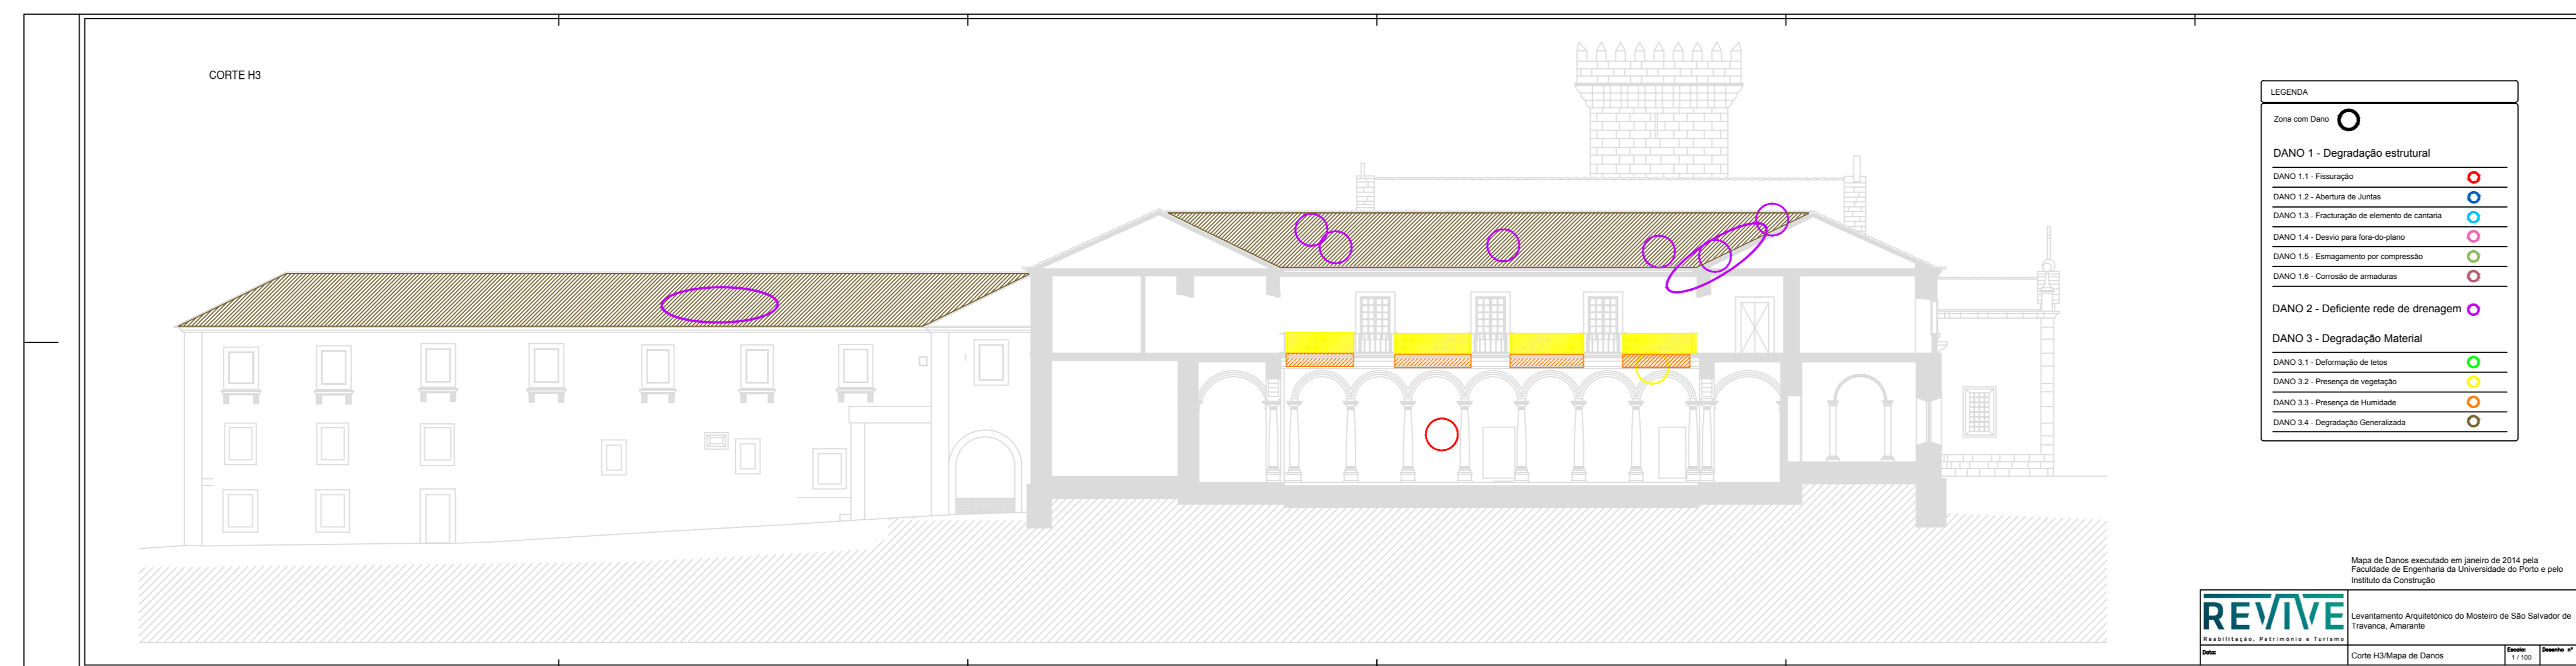 CORTE H3
LEGENDA
Zona com Dano
DANO 1 - Degradação estrutural
DANO 1.1 - Fissuração
DANO 1.2 - Abertura de Juntas
DANO 1.3 - Fracturação de elemento de cantaria
DANO 1.4 - Desvio para fora-do-plano
DANO 1.5 - Esmagamento por compressão
DANO 1.6 - Corrosão de armaduras
DANO 2 - Deficiente rede de drenagem
DANO 3 - Degradação Material
DANO 3.1 - Deformação de tetos
DANO 3.2 - Presença de vegetação
DANO 3.3 - Presença de Humidade
DANO 3.4 - Degradação Generalizada
Mapa de Danos executado em janeiro de 2014 pela
Faculdade de Engenharia da Universidade do Porto e pelo
Instituto da Construção
REVIVE
Reabilitação, Património e Turismo
Levantamento Arquitetónico do Mosteiro de São Salvador de
Travanca, Amarante
Data:
Corte H3/Mapa de Danos
Escala:
1 / 100
Desenho nº